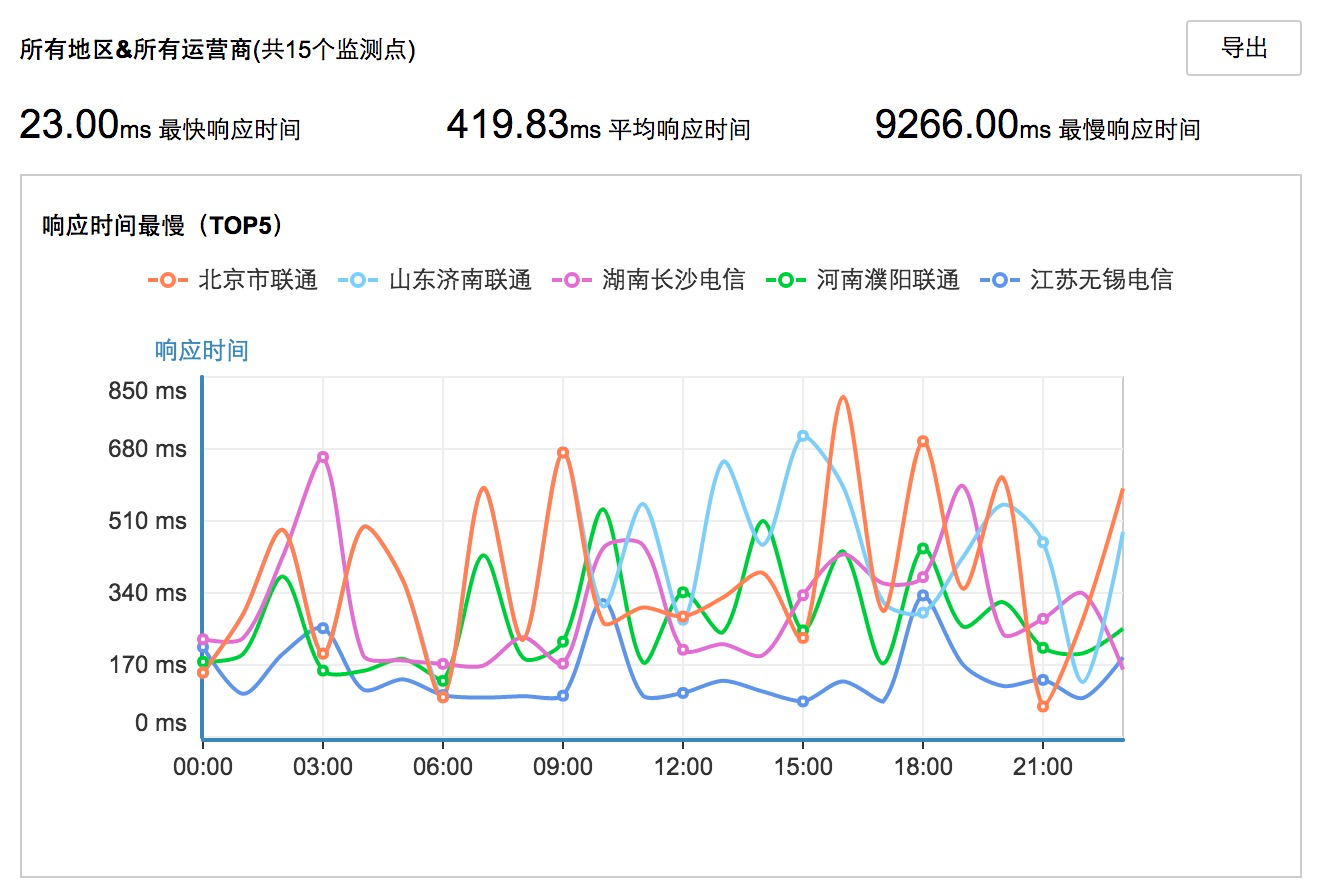 所有地区&所有运营商(共15个监测点)
导出
23.00ms 最快响应时间
419.83ms 平均响应时间
9266.00ms 最慢响应时间
响应时间最慢（TOP5）
北京市联通 山东济南联通 湖南长沙电信 河南濮阳联通 江苏无锡电信
响应时间
850 ms
680 ms
510 ms
340 ms
170 ms
0 ms
00:00 03:00 06:00 09:00 12:00 15:00 18:00 21:00